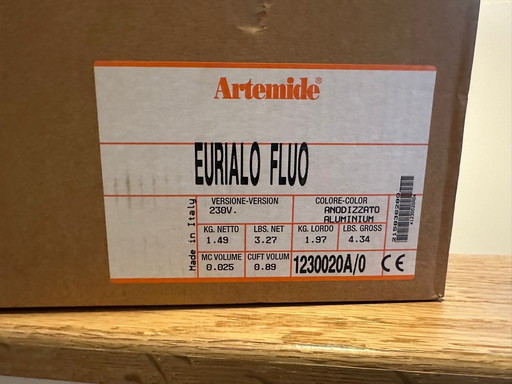 Artemide®
EURIALO FLUO
Made in Italy
VERSIONE-VERSION
230V.
COLORE-COLOR
ANODIZZATO
ALUMINIUM
KG. NETTO
1.49
LBS. NET
3.27
KG. LORDO
1.97
LBS. GROSS
4.34
MC VOLUME
0.025
CUFT VOLUM
0.89
1230020A/0
CE